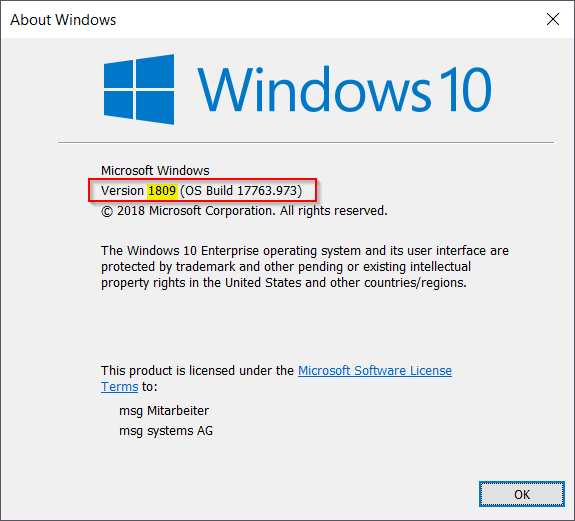 About Windows
Windows 10
Microsoft Windows
Version 1809 (OS Build 17763.973)
© 2018 Microsoft Corporation. All rights reserved.
The Windows 10 Enterprise operating system and its user interface are
protected by trademark and other pending or existing intellectual
property rights in the United States and other countries/regions.
This product is licensed under the Microsoft Software License
Terms to:
msg Mitarbeiter
msg systems AG
OK